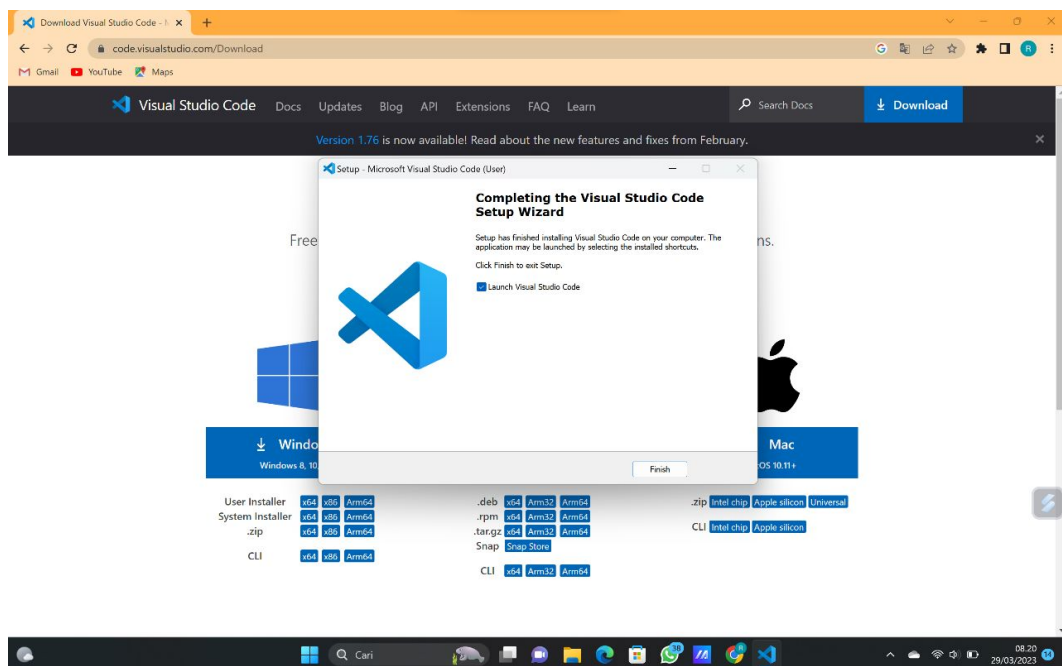 Download Visual Studio Code -
code.visualstudio.com/Download
R
Gmail YouTube Maps
Visual Studio Code Docs Updates Blog API Extensions FAQ Learn Search Docs Download
Version 1.76 is now available! Read about the new features and fixes from February.
Setup - Microsoft Visual Studio Code (User)
Completing the Visual Studio Code
Setup Wizard
Free
ns.
Setup has finished installing Visual Studio Code on your computer. The
application may be launched by selecting the installed shortcuts.
Click Finish to exit Setup.
Launch Visual Studio Code
Windo
Mac
Windows 8, 10
OS 10.11+
Finish
User Installer x64 x86 Arm64
System Installer x64 x86 Arm64
.zip x64 x86 Arm64
CLI x64 x86 Arm64
.deb x64 Arm32 Arm64
.rpm x64 Arm32 Arm64
.tar.gz x64 Arm32 Arm64
Snap Snap Store
CLI x64 Arm32 Arm64
.zip Intel chip Apple silicon Universal
CLI Intel chip Apple silicon
Cari
38
08.20
29/03/2023